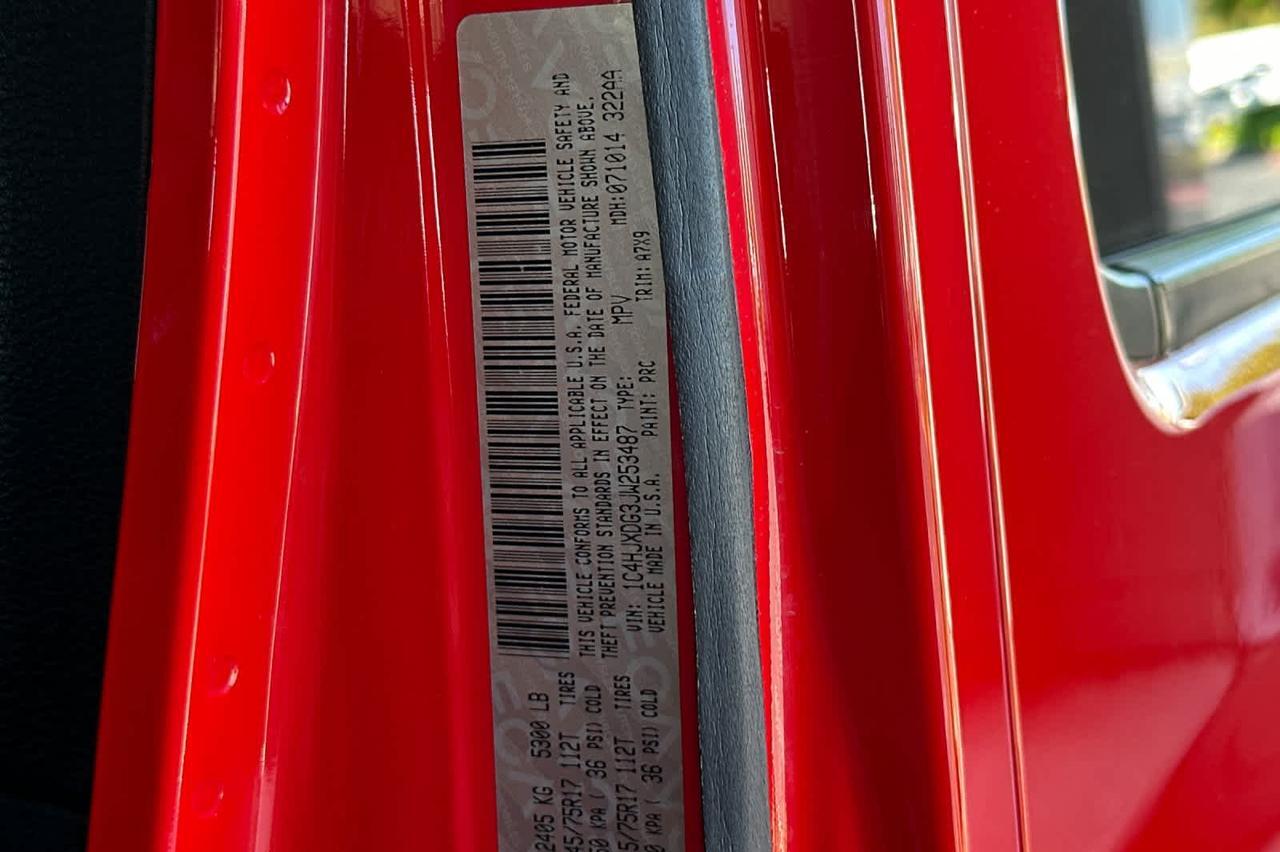 2405 KG 5300 LB
45/75R17 112T TIRES
50 KPA ( 36 PSI) COLD
5/75R17 112T TIRES
0 KPA ( 36 PSI) COLD
THIS VEHICLE CONFORMS TO ALL APPLICABLE U.S.A. FEDERAL MOTOR VEHICLE SAFETY AND
THEFT PREVENTION STANDARDS IN EFFECT ON THE DATE OF MANUFACTURE SHOWN ABOVE.
VIN: 1C4HJXDG3JW253487 TYPE: MPV MDH:071014 32244
VEHICLE MADE IN U.S.A. PAINT: PRC TRIM: A7X9